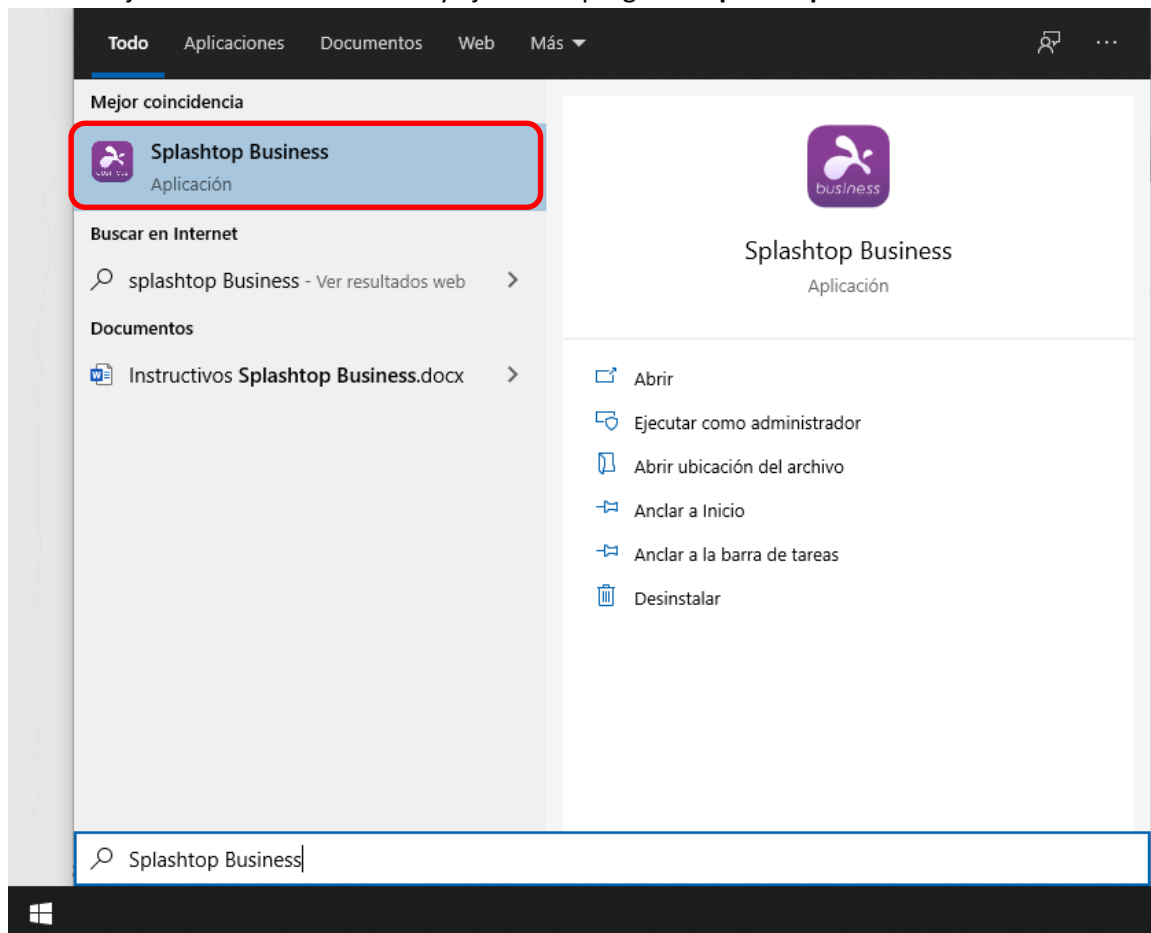 Todo Aplicaciones Documentos Web Más
Mejor coincidencia
Splashtop Business
Aplicación
Buscar en Internet
splashtop Business - Ver resultados web
Documentos
Instructivos Splashtop Business.docx
business
Splashtop Business
Aplicación
Abrir
Ejecutar como administrador
Abrir ubicación del archivo
Anclar a Inicio
Anclar a la barra de tareas
Desinstalar
Splashtop Business